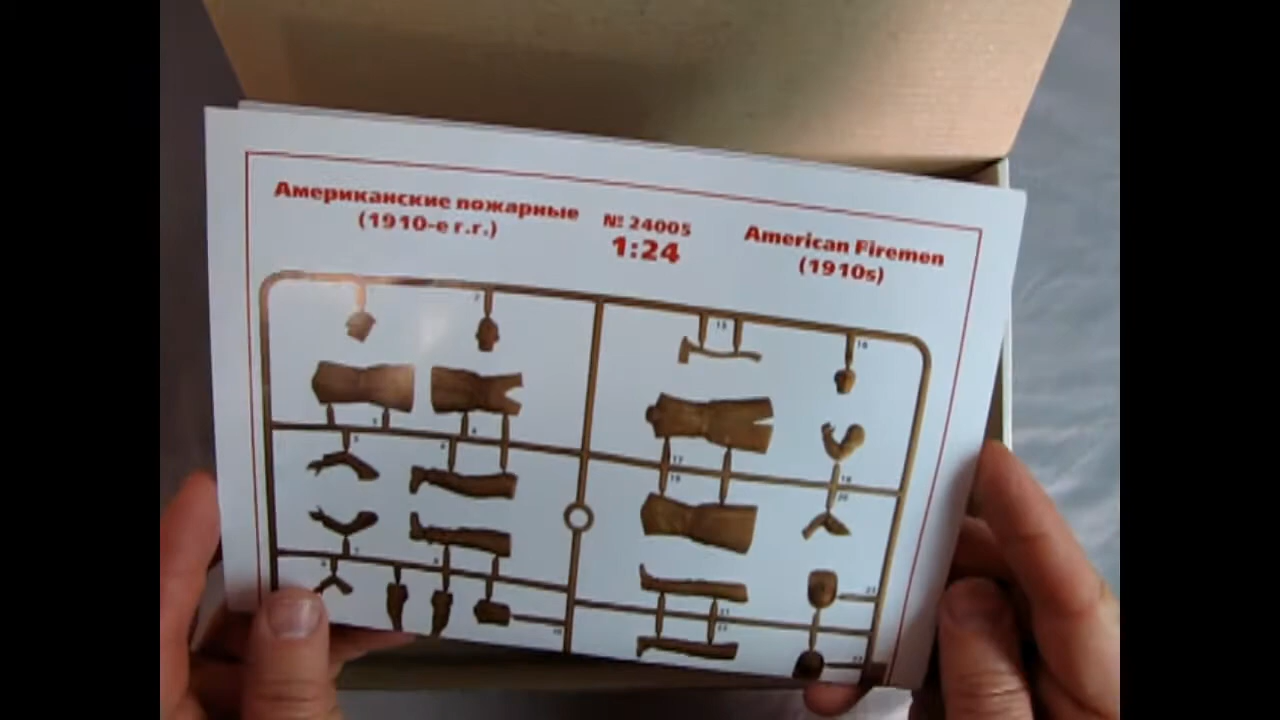 Американские пожарные
(1910-е г.г.)
№ 24005
1:24
American Firemen
(1910s)